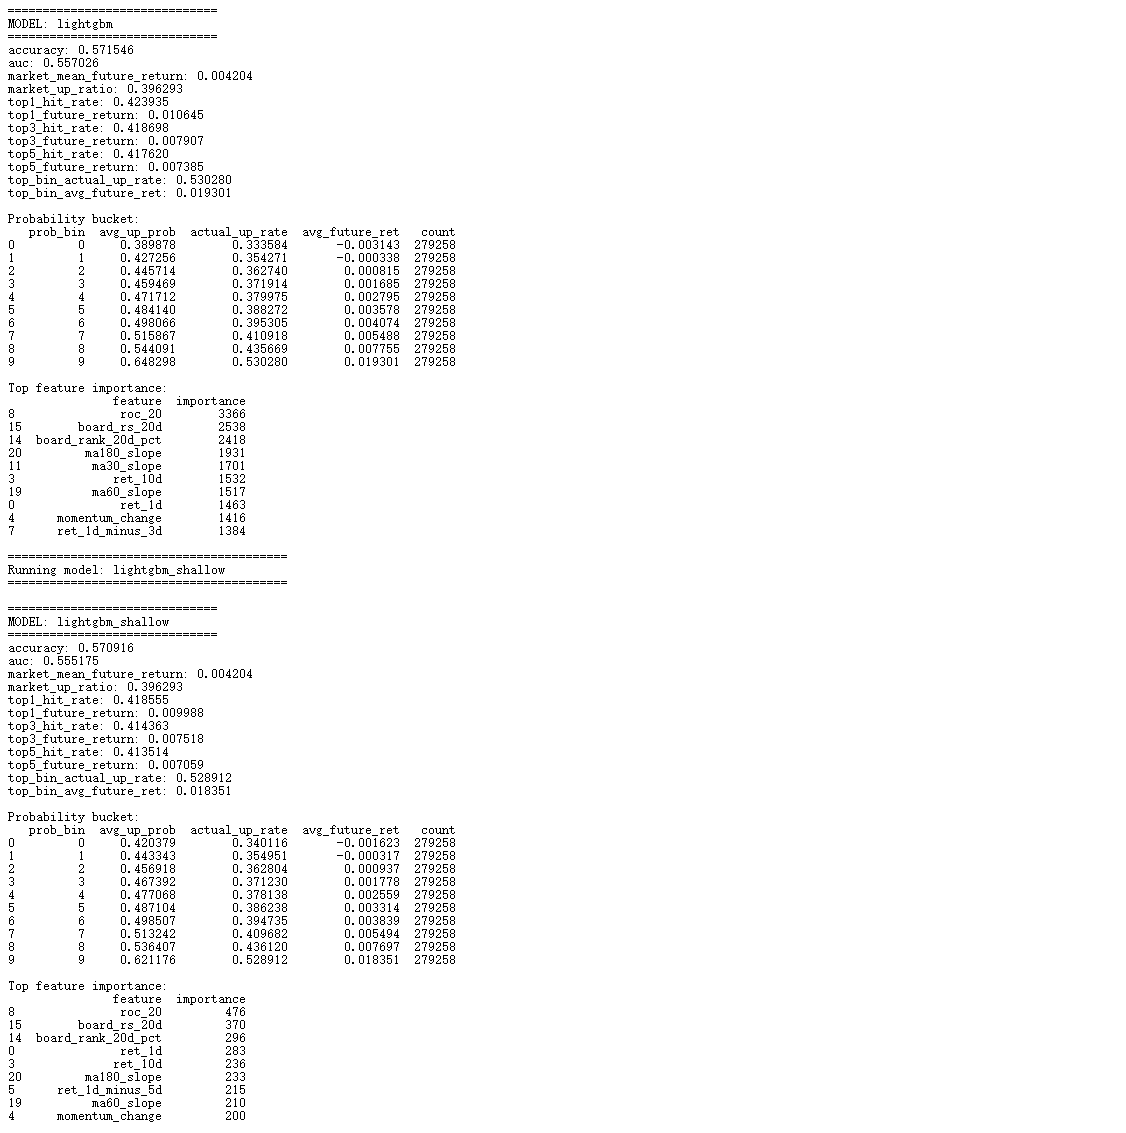 ==============================
MODEL: lightgbm
==============================
accuracy: 0.571546
auc: 0.557026
market_mean_future_return: 0.004204
market_up_ratio: 0.396293
top1_hit_rate: 0.423935
top1_future_return: 0.010645
top3_hit_rate: 0.418698
top3_future_return: 0.007907
top5_hit_rate: 0.417620
top5_future_return: 0.007385
top_bin_actual_up_rate: 0.530280
top_bin_avg_future_ret: 0.019301

Probability bucket:
   prob_bin  avg_up_prob  actual_up_rate  avg_future_ret   count
0         0     0.389878        0.333584       -0.003143  279258
1         1     0.427256        0.354271       -0.000338  279258
2         2     0.445714        0.362740        0.000815  279258
3         3     0.459469        0.371914        0.001685  279258
4         4     0.471712        0.379975        0.002795  279258
5         5     0.484140        0.388272        0.003578  279258
6         6     0.498066        0.395305        0.004074  279258
7         7     0.515867        0.410918        0.005488  279258
8         8     0.544091        0.435669        0.007755  279258
9         9     0.648298        0.530280        0.019301  279258

Top feature importance:
               feature  importance
8               roc_20        3366
15        board_rs_20d        2538
14  board_rank_20d_pct        2418
20         ma180_slope        1931
11          ma30_slope        1701
3              ret_10d        1532
19          ma60_slope        1517
0               ret_1d        1463
4      momentum_change        1416
7      ret_1d_minus_3d        1384

========================================
Running model: lightgbm_shallow
========================================

==============================
MODEL: lightgbm_shallow
==============================
accuracy: 0.570916
auc: 0.555175
market_mean_future_return: 0.004204
market_up_ratio: 0.396293
top1_hit_rate: 0.418555
top1_future_return: 0.009988
top3_hit_rate: 0.414363
top3_future_return: 0.007518
top5_hit_rate: 0.413514
top5_future_return: 0.007059
top_bin_actual_up_rate: 0.528912
top_bin_avg_future_ret: 0.018351

Probability bucket:
   prob_bin  avg_up_prob  actual_up_rate  avg_future_ret   count
0         0     0.420379        0.340116       -0.001623  279258
1         1     0.443343        0.354951       -0.000317  279258
2         2     0.456918        0.362804        0.000937  279258
3         3     0.467392        0.371230        0.001778  279258
4         4     0.477068        0.378138        0.002559  279258
5         5     0.487104        0.386238        0.003314  279258
6         6     0.498507        0.394735        0.003839  279258
7         7     0.513242        0.409682        0.005494  279258
8         8     0.536407        0.436120        0.007697  279258
9         9     0.621176        0.528912        0.018351  279258

Top feature importance:
               feature  importance
8               roc_20         476
15        board_rs_20d         370
14  board_rank_20d_pct         296
0               ret_1d         283
3              ret_10d         236
20         ma180_slope         233
5      ret_1d_minus_5d         215
19          ma60_slope         210
4      momentum_change         200